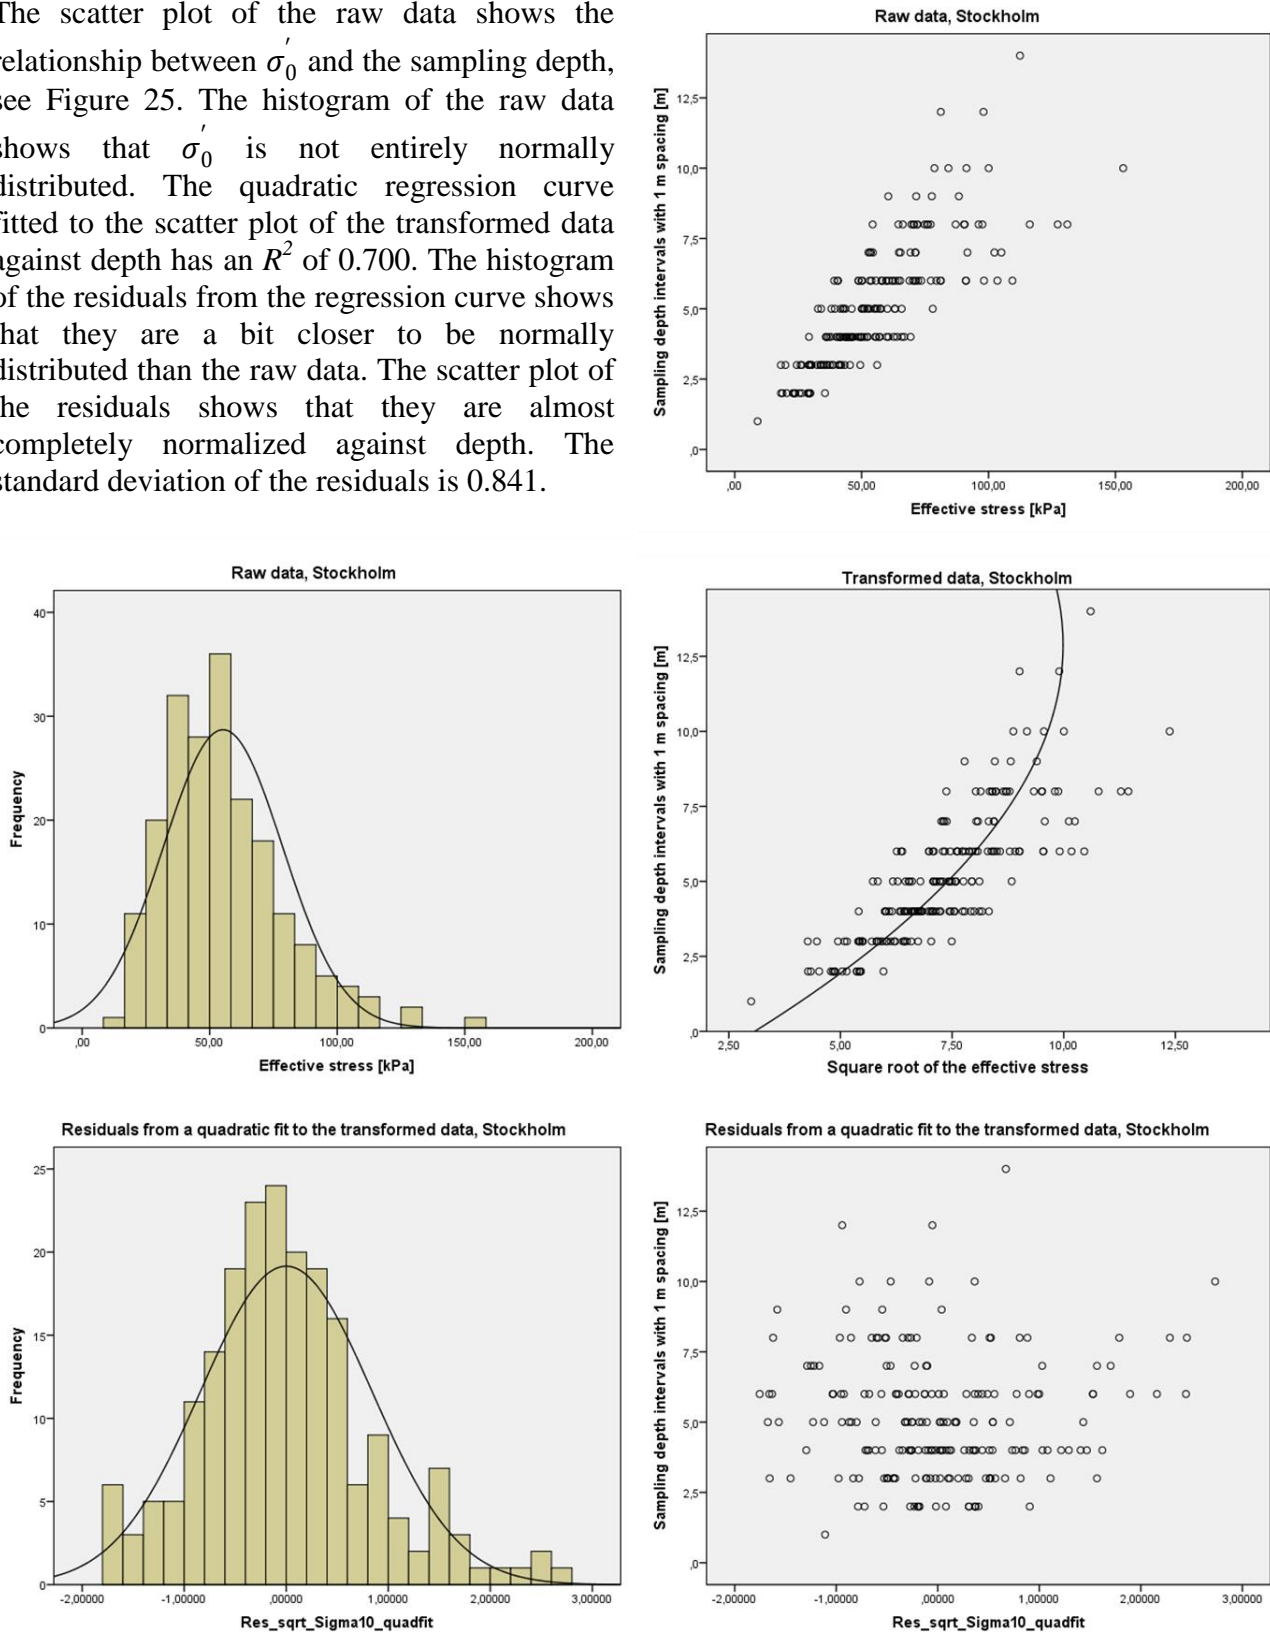 The scatter plot of the raw data shows the
relationship between σ₀′ and the sampling depth,
see Figure 25. The histogram of the raw data
shows that σ₀′ is not entirely normally
distributed. The quadratic regression curve
fitted to the scatter plot of the transformed data
against depth has an R² of 0.700. The histogram
of the residuals from the regression curve shows
that they are a bit closer to be normally
distributed than the raw data. The scatter plot of
the residuals shows that they are almost
completely normalized against depth. The
standard deviation of the residuals is 0.841.
Raw data, Stockholm
Sampling depth intervals with 1 m spacing [m]
12,5
10,0
7,5
5,0
2,5
,0
,00 50,00 100,00 150,00 200,00
Effective stress [kPa]
Raw data, Stockholm
Frequency
40
30
20
10
0
,00 50,00 100,00 150,00 200,00
Effective stress [kPa]
Transformed data, Stockholm
Sampling depth intervals with 1 m spacing [m]
12,5
10,0
7,5
5,0
2,5
,0
2,50 5,00 7,50 10,00 12,50
Square root of the effective stress
Residuals from a quadratic fit to the transformed data, Stockholm
Frequency
25
20
15
10
5
0
-2,00000 -1,00000 ,00000 1,00000 2,00000 3,00000
Res_sqrt_Sigma10_quadfit
Residuals from a quadratic fit to the transformed data, Stockholm
Sampling depth intervals with 1 m spacing [m]
12,5
10,0
7,5
5,0
2,5
,0
-2,00000 -1,00000 ,00000 1,00000 2,00000 3,00000
Res_sqrt_Sigma10_quadfit